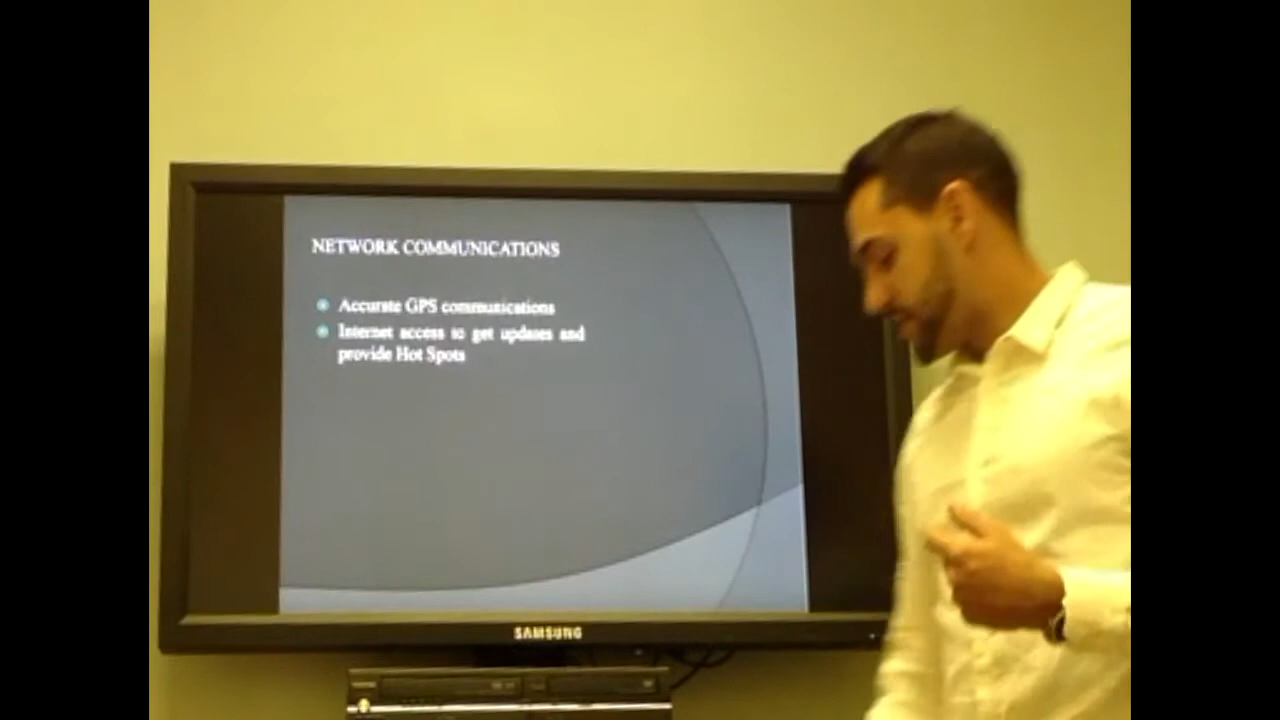 NETWORK COMMUNICATIONS
Accurate GPS communications
Internet access to get updates and
provide Hot Spots
SAMSUNG